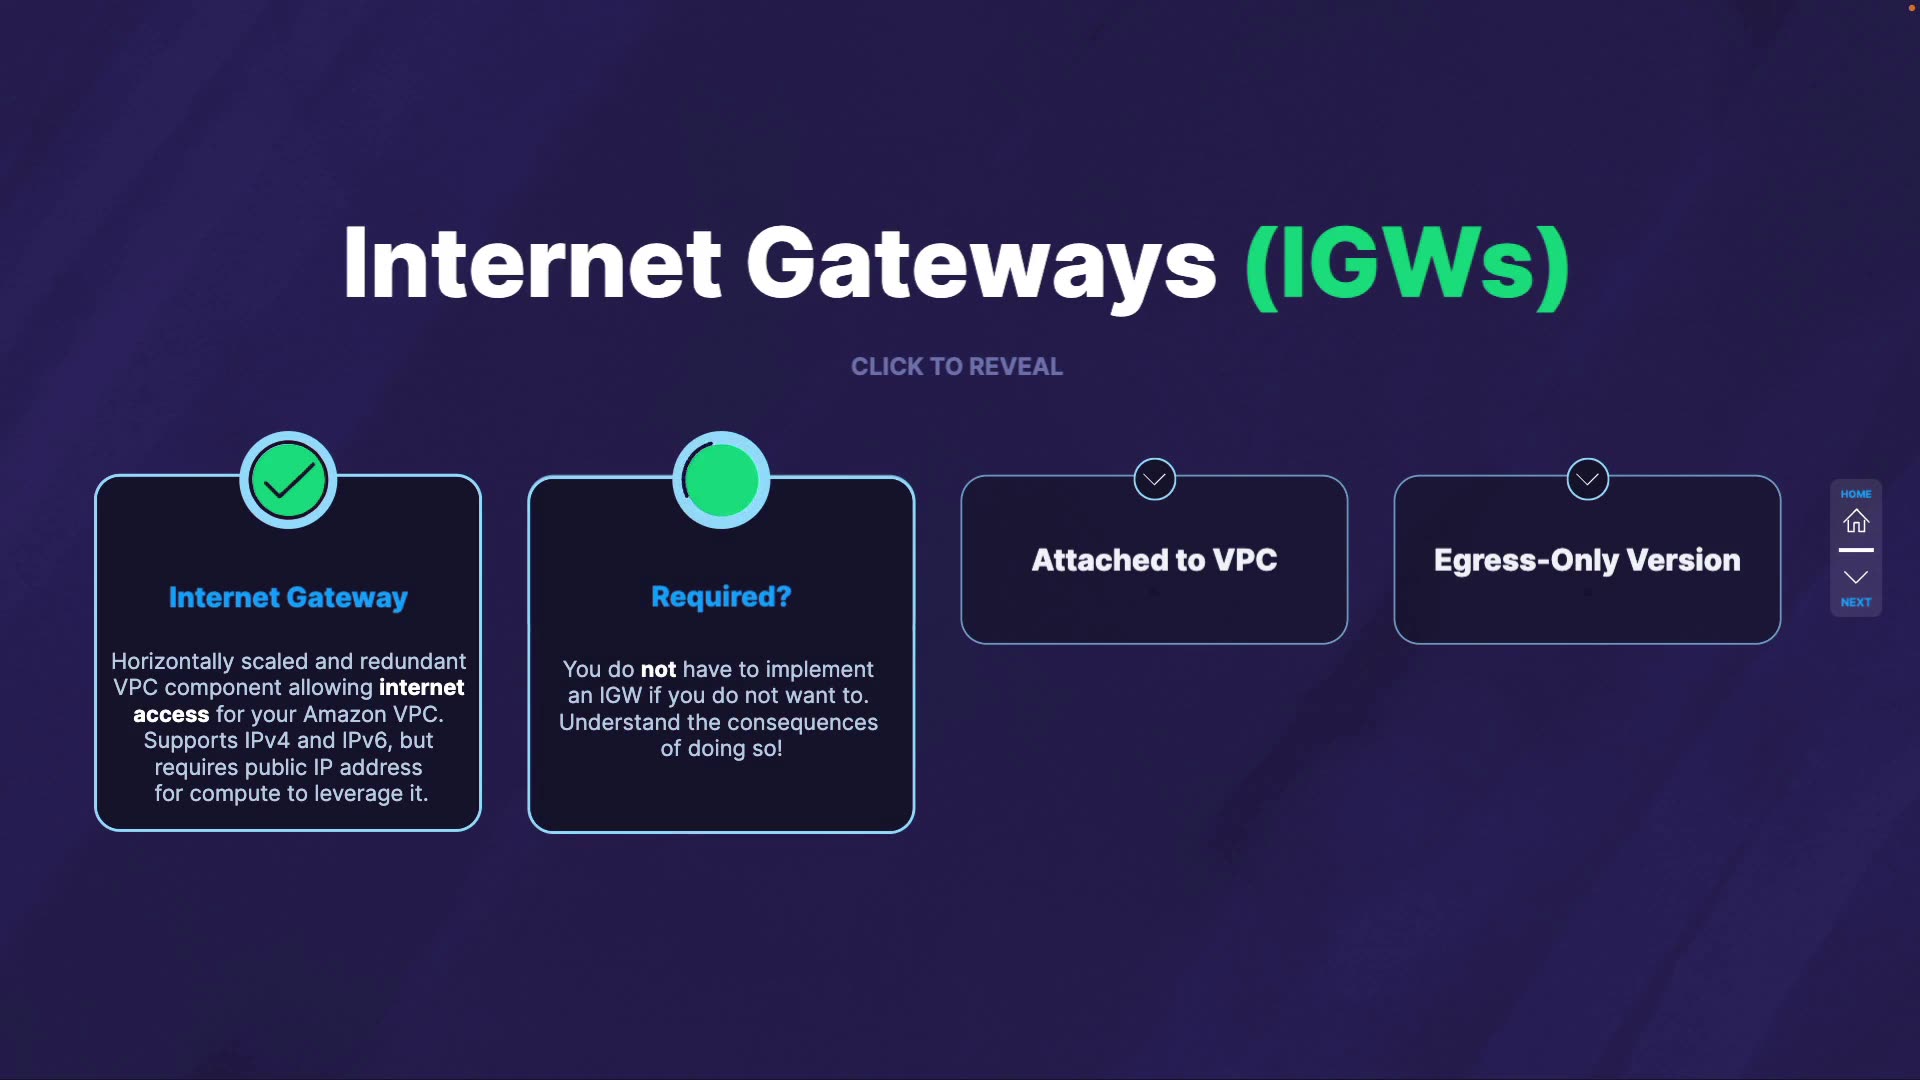 Internet Gateways (IGWs)
CLICK TO REVEAL
Internet Gateway
Horizontally scaled and redundant
VPC component allowing internet
access for your Amazon VPC.
Supports IPv4 and IPv6, but
requires public IP address
for compute to leverage it.
Required?
You do not have to implement
an IGW if you do not want to.
Understand the consequences
of doing so!
Attached to VPC
Egress-Only Version
HOME
NEXT